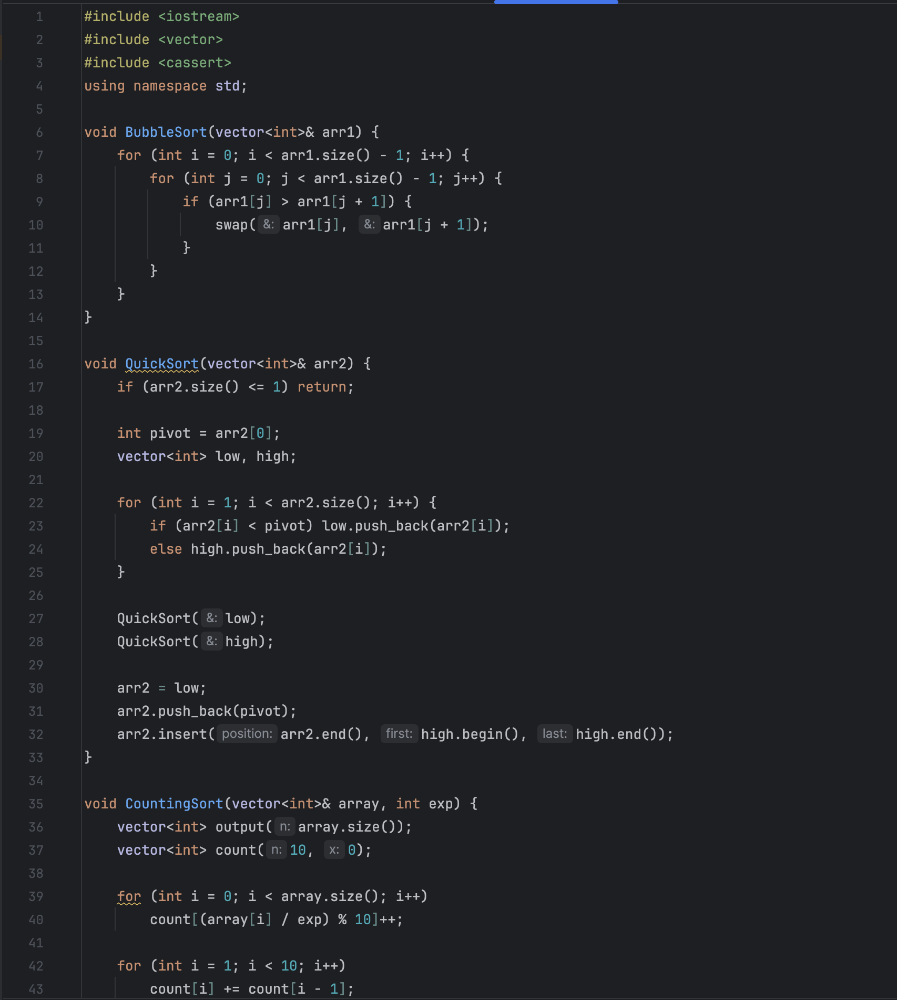 1 #include <iostream>
2 #include <vector>
3 #include <cassert>
4 using namespace std;
5
6 void BubbleSort(vector<int>& arr1) {
7     for (int i = 0; i < arr1.size() - 1; i++) {
8         for (int j = 0; j < arr1.size() - 1; j++) {
9             if (arr1[j] > arr1[j + 1]) {
10                 swap( &: arr1[j], &: arr1[j + 1]);
11             }
12         }
13     }
14 }
15
16 void QuickSort(vector<int>& arr2) {
17     if (arr2.size() <= 1) return;
18
19     int pivot = arr2[0];
20     vector<int> low, high;
21
22     for (int i = 1; i < arr2.size(); i++) {
23         if (arr2[i] < pivot) low.push_back(arr2[i]);
24         else high.push_back(arr2[i]);
25     }
26
27     QuickSort( &: low);
28     QuickSort( &: high);
29
30     arr2 = low;
31     arr2.push_back(pivot);
32     arr2.insert( position: arr2.end(), first: high.begin(), last: high.end());
33 }
34
35 void CountingSort(vector<int>& array, int exp) {
36     vector<int> output( n: array.size());
37     vector<int> count( n: 10, x: 0);
38
39     for (int i = 0; i < array.size(); i++)
40         count[(array[i] / exp) % 10]++;
41
42     for (int i = 1; i < 10; i++)
43         count[i] += count[i - 1];